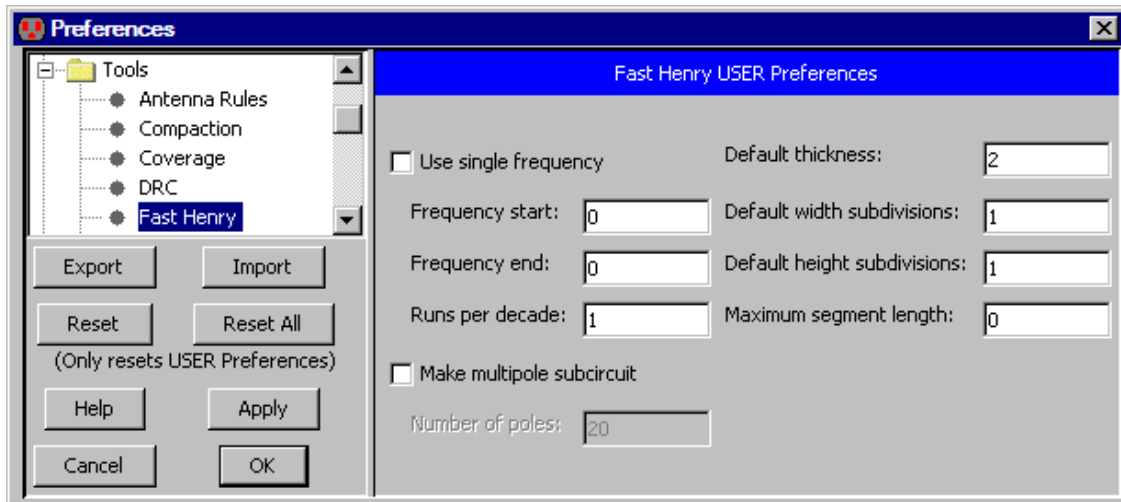 Preferences
Tools
Antenna Rules
Compaction
Coverage
DRC
Fast Henry
Export Import
Reset Reset All
(Only resets USER Preferences)
Help Apply
Cancel OK
Fast Henry USER Preferences
Use single frequency Default thickness: 2
Frequency start: 0 Default width subdivisions: 1
Frequency end: 0 Default height subdivisions: 1
Runs per decade: 1 Maximum segment length: 0
Make multipole subcircuit
Number of poles: 20